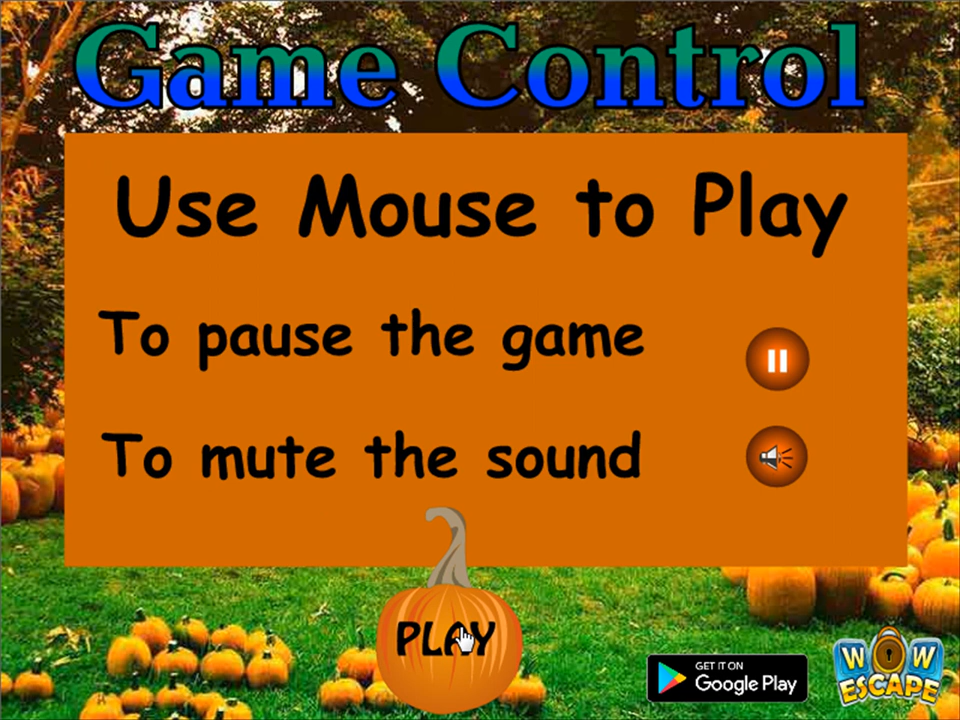 Game Control
Use Mouse to Play
To pause the game
To mute the sound
PLAY
GET IT ON
Google Play
WOW
ESCAPE